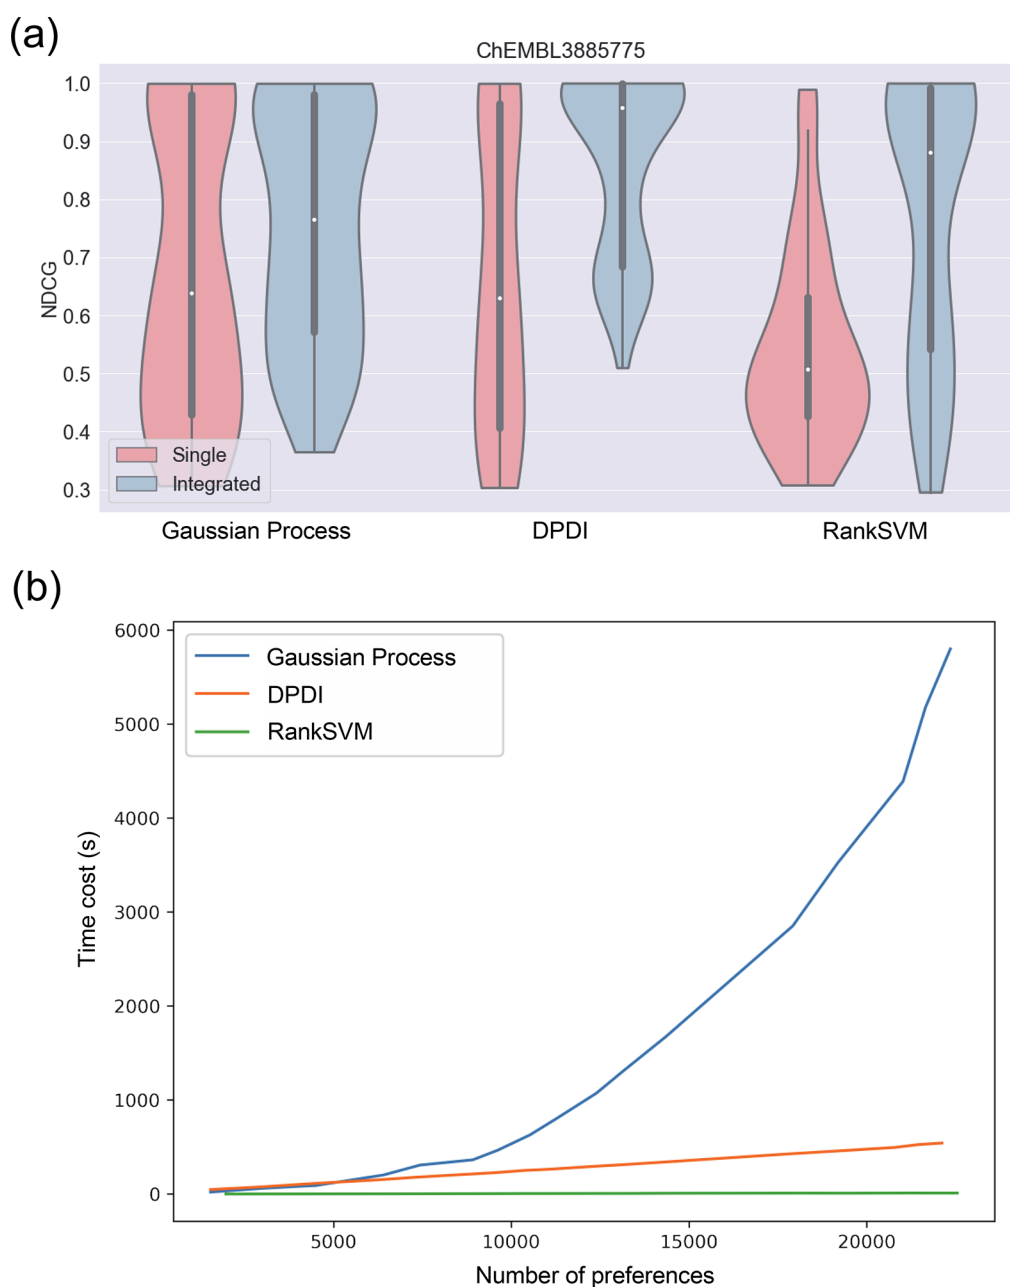 (a)
ChEMBL3885775
1.0
0.9
0.8
0.7
0.6
0.5
0.4
0.3
NDCG
Single
Integrated
Gaussian Process DPDI RankSVM
(b)
6000
5000
4000
3000
2000
1000
0
Time cost (s)
Gaussian Process
DPDI
RankSVM
5000 10000 15000 20000
Number of preferences